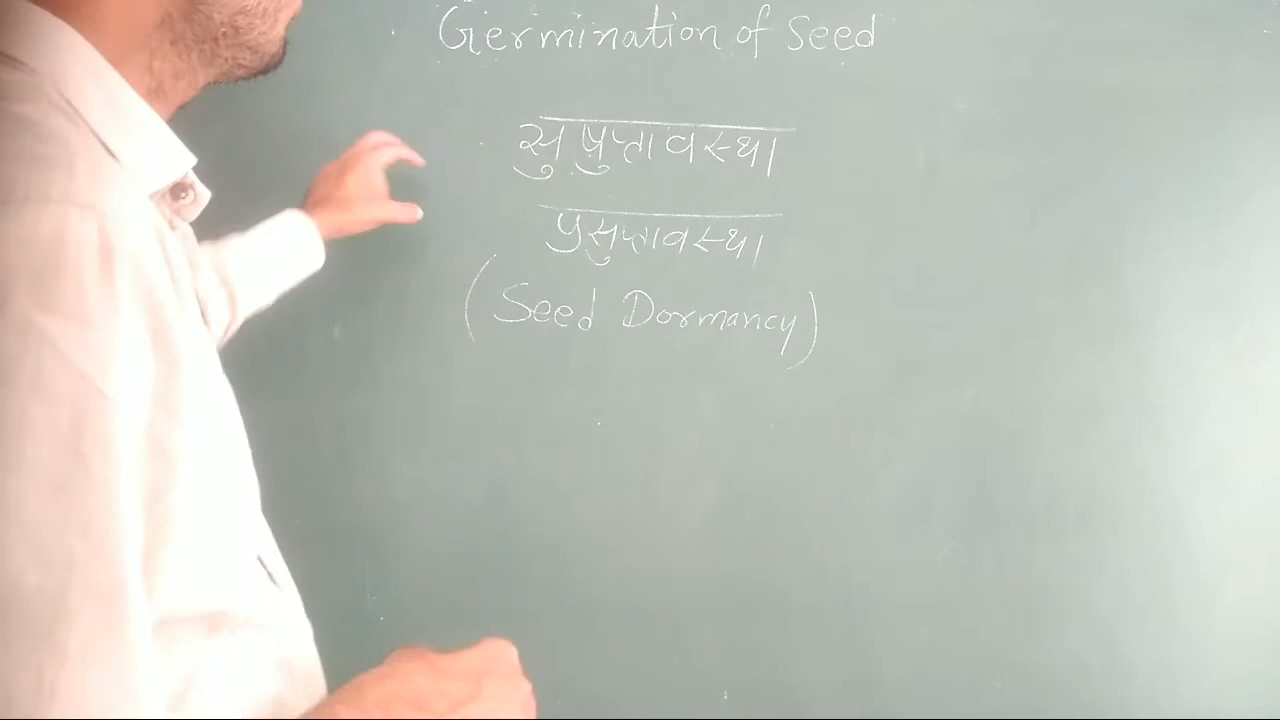 Germination of Seed
सुषुप्तावस्था
प्रसुप्तावस्था
(Seed Dormancy)